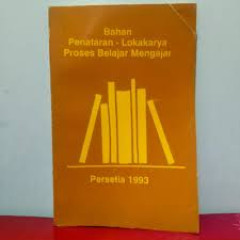 Bahan
Penataran - Lokakarya
Proses Belajar Mengajar
Persetia 1993